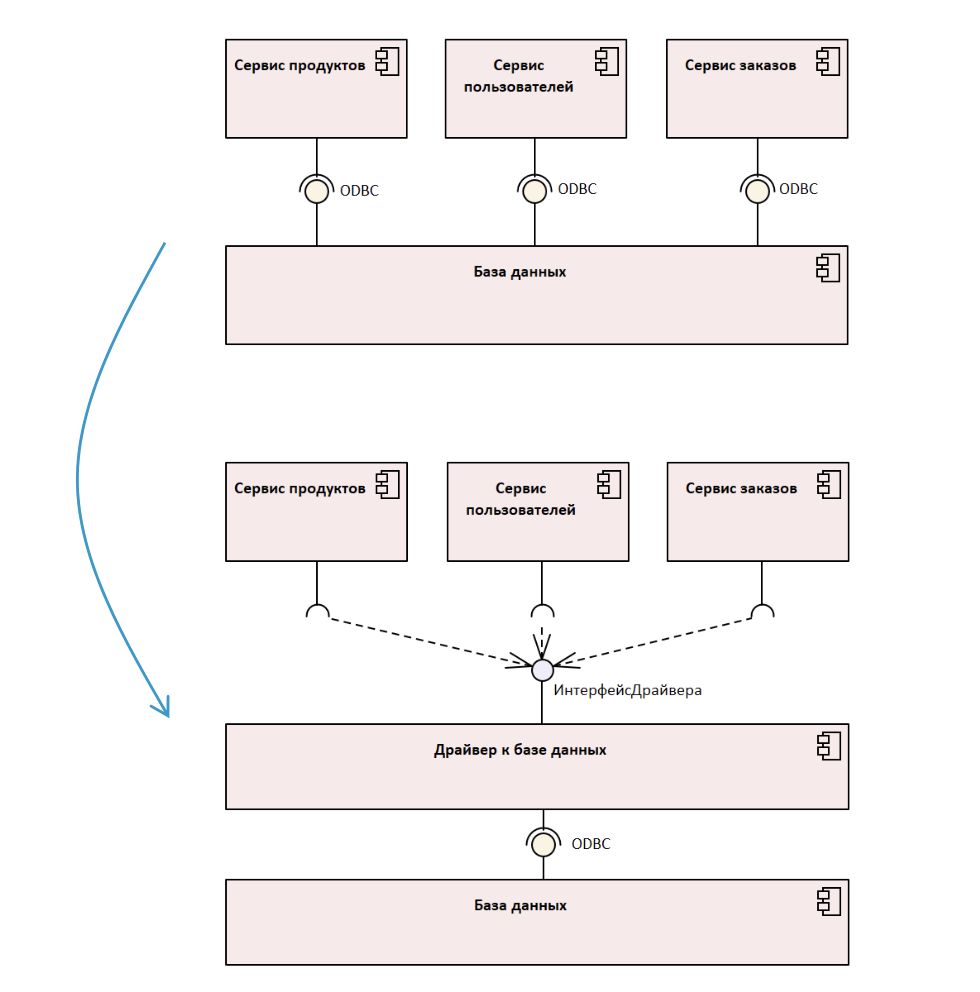 Сервис продуктов
Сервис
пользователей
Сервис заказов
ODBC
ODBC
ODBC
База данных
Сервис продуктов
Сервис
пользователей
Сервис заказов
ИнтерфейсДрайвера
Драйвер к базе данных
ODBC
База данных